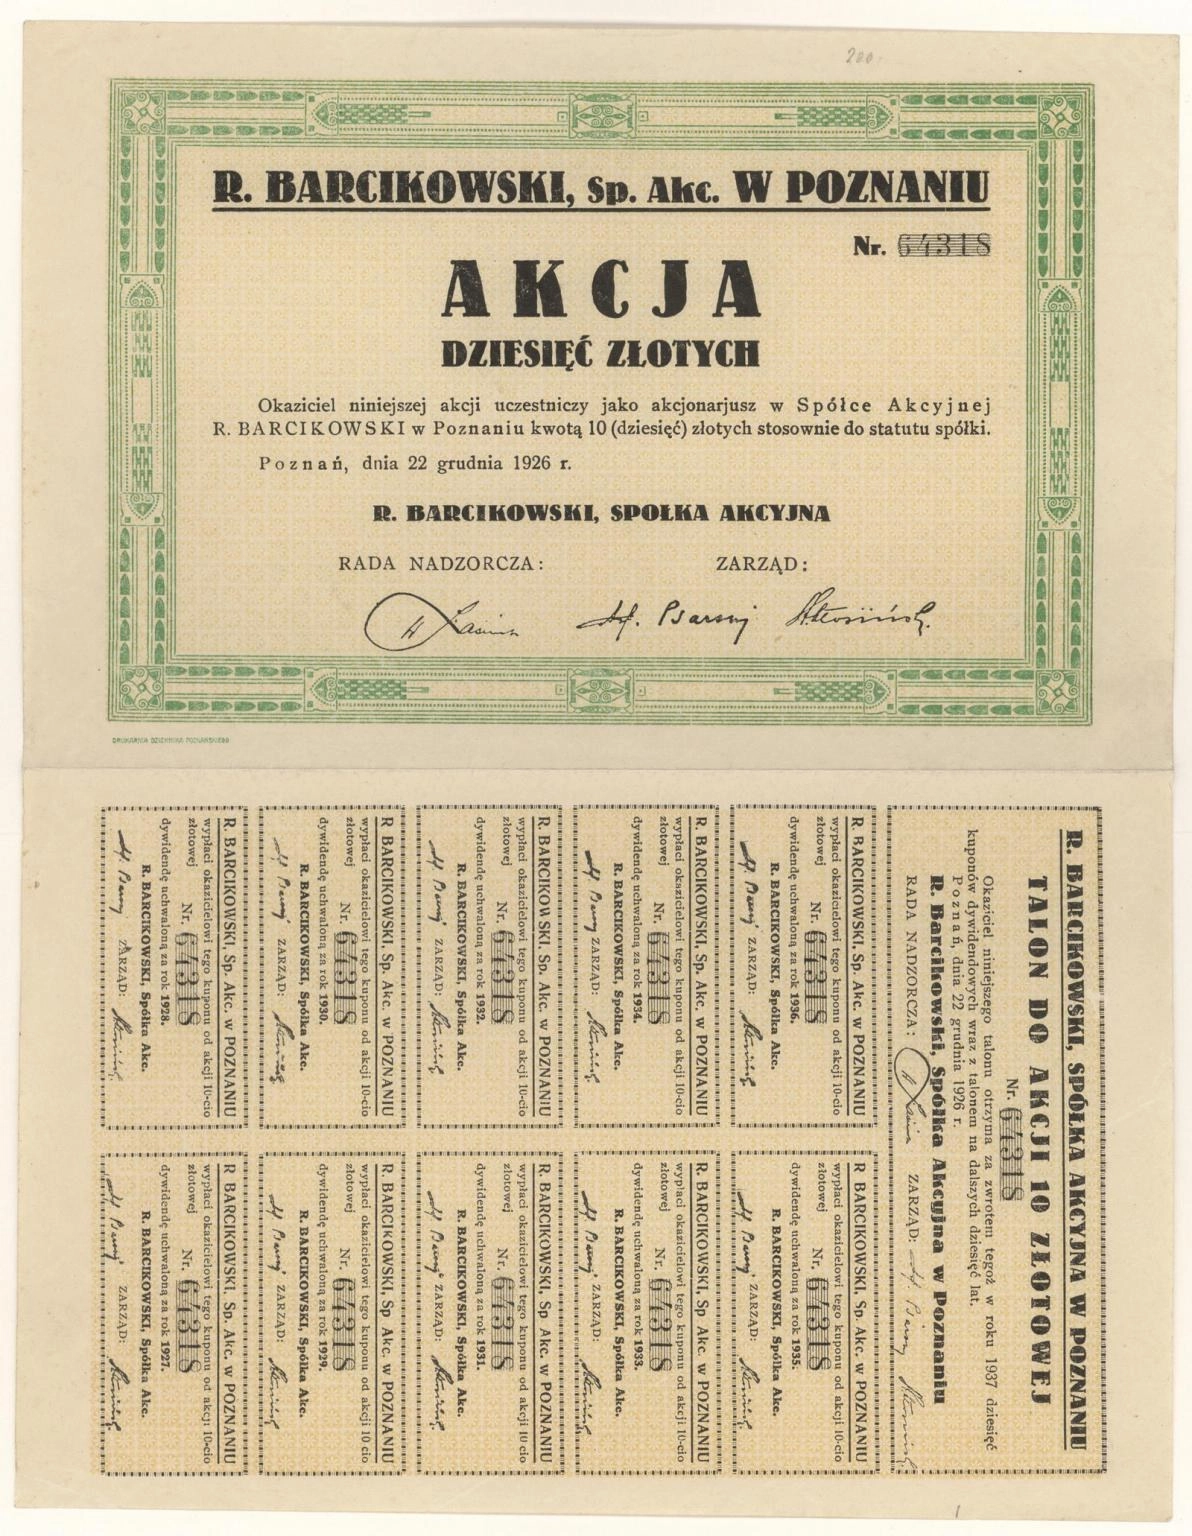 200.
R. BARCIKOWSKI, Sp. Akc. W POZNANIU
Nr. 64318
AKCJA
DZIESIĘĆ ZŁOTYCH
Okaziciel niniejszej akcji uczestniczy jako akcjonarjusz w Spółce Akcyjnej
R. BARCIKOWSKI w Poznaniu kwotą 10 (dziesięć) złotych stosownie do statutu spółki.
Poznań, dnia 22 grudnia 1926 r.
R. BARCIKOWSKI, SPOŁKA AKCYJNA
RADA NADZORCZA: ZARZĄD:
DRUKARNIA DZIENNIKA POZNAŃSKIEGO
R. BARCIKOWSKI, SPÓŁKA AKCYJNA W POZNANIU
TALON DO AKCJI 10 ZŁOTOWEJ
Nr. 64318
Okaziciel niniejszego talonu otrzyma za zwrotem tegoż w roku 1937 dziesięć
kuponów dywidendowych wraz z talonem na dalszych dziesięć lat.
Poznań, dnia 22 grudnia 1926 r.
R. Barcikowski, Spółka Akcyjna w Poznaniu
RADA NADZORCZA: ZARZĄD:
R. BARCIKOWSKI, Sp. Akc. w POZNANIU
wypłaci okazicielowi tego kuponu od akcji 10-cio
złotowej Nr. 64318
dywidendę uchwaloną za rok 1936.
R. BARCIKOWSKI, Spółka Akc.
ZARZĄD:
R BARCIKOWSKI, Sp. Akc. w POZNANIU
wypłaci okazicielowi tego kuponu od akcji 10-cio
złotowej Nr. 64318
dywidendę uchwaloną za rok 1935.
R. BARCIKOWSKI, Spółka Akc.
ZARZĄD:
R. BARCIKOWSKI, Sp. Akc. w POZNANIU
wypłaci okazicielowi tego kuponu od akcji 10-cio
złotowej Nr. 64318
dywidendę uchwaloną za rok 1934.
R. BARCIKOWSKI, Spółka Akc.
ZARZĄD:
R. BARCIKOWSKI, Sp. Akc. w POZNANIU
wypłaci okazicielowi tego kuponu od akcji 10-cio
złotowej Nr. 64318
dywidendę uchwaloną za rok 1933.
R. BARCIKOWSKI, Spółka Akc.
ZARZĄD:
R. BARCIKOWSKI, Sp. Akc. w POZNANIU
wypłaci okazicielowi tego kuponu od akcji 10-cio
złotowej Nr. 64318
dywidendę uchwaloną za rok 1932.
R. BARCIKOWSKI, Spółka Akc.
ZARZĄD:
R. BARCIKOWSKI, Sp Akc. w POZNANIU
wypłaci okazicielowi tego kuponu od akcji 10-cio
złotowej Nr. 64318
dywidendę uchwaloną za rok 1931.
R. BARCIKOWSKI, Spółka Akc.
ZARZĄD:
R. BARCIKOWSKI, Sp. Akc. w POZNANIU
wypłaci okazicielowi tego kuponu od akcji 10-cio
złotowej Nr. 64318
dywidendę uchwaloną za rok 1930.
R. BARCIKOWSKI, Spółka Akc.
ZARZĄD:
R. BARCIKOWSKI, Sp. Akc. w POZNANIU
wypłaci okazicielowi tego kuponu od akcji 10 cio
złotowej Nr. 64318
dywidendę uchwaloną za rok 1929.
R. BARCIKOWSKI, Spółka Akc.
ZARZĄD:
R. BARCIKOWSKI, Sp. Akc. w POZNANIU
wypłaci okazicielowi tego kuponu od akcji 10-cio
złotowej Nr. 64318
dywidendę uchwaloną za rok 1928.
R. BARCIKOWSKI, Spółka Akc.
ZARZĄD:
R BARCIKOWSKI, Sp. Akc. w POZNANIU
wypłaci okazicielowi tego kuponu od akcji 10-cio
złotowej Nr. 64318
dywidendę uchwaloną za rok 1927.
R. BARCIKOWSKI, Spółka Akc.
ZARZĄD: